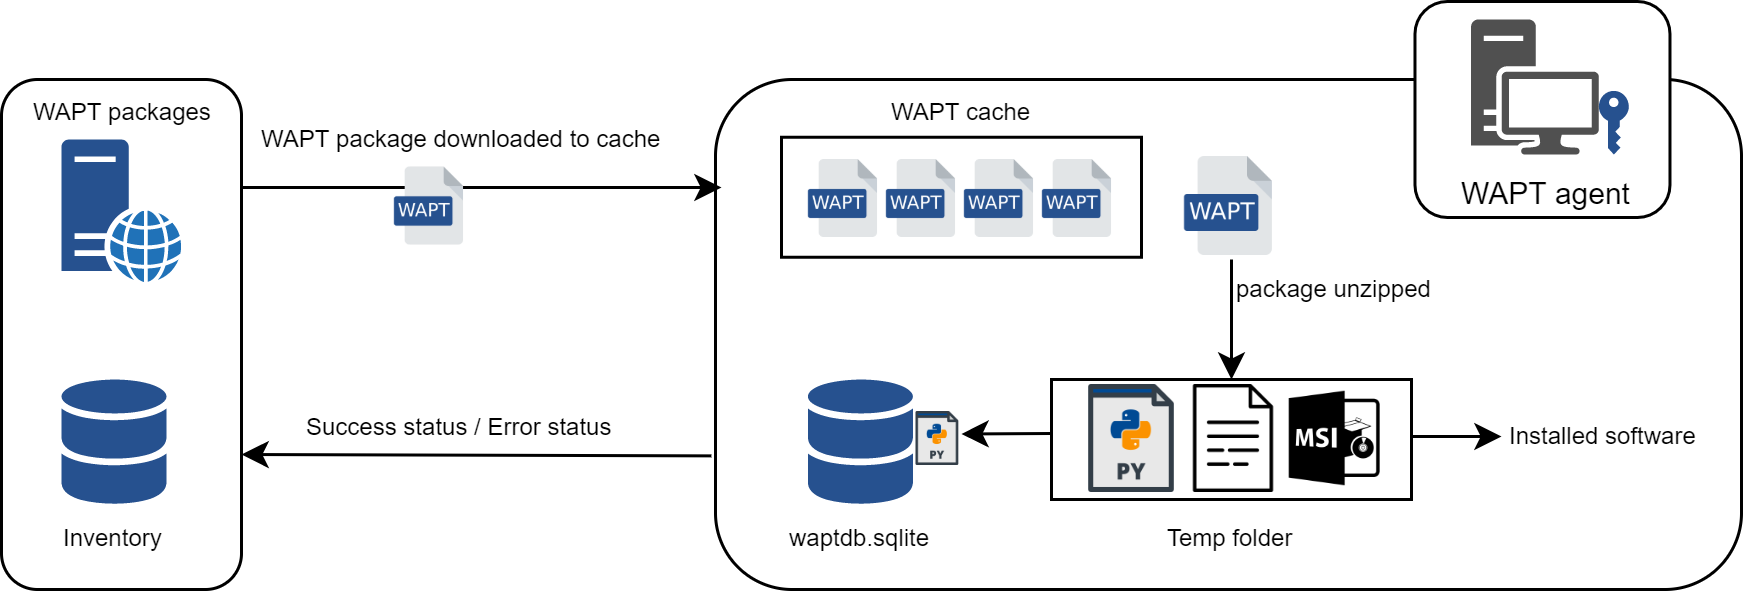 WAPT packages
WAPT package downloaded to cache
WAPT
Success status / Error status
Inventory
WAPT cache
WAPT WAPT WAPT WAPT
WAPT
WAPT agent
package unzipped
PY
PY
MSI
Installed software
waptdb.sqlite
Temp folder